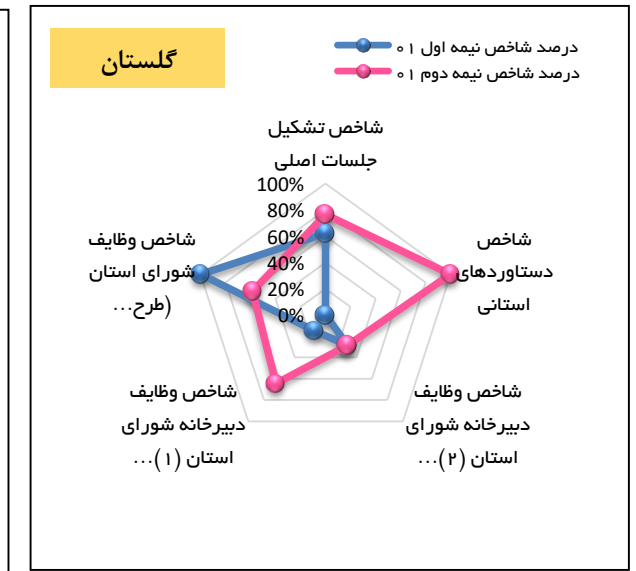 گلستان
درصد شاخص نیمه اول ۰۱
درصد شاخص نیمه دوم ۰۱
شاخص تشکیل
جلسات اصلی
100%
80%
60%
40%
20%
0%
شاخص
دستاوردهای
استانی
شاخص وظایف
دبیرخانه شورای
استان (۲)...
شاخص وظایف
دبیرخانه شورای
استان (۱)...
شاخص وظایف
شورای استان
(طرح...